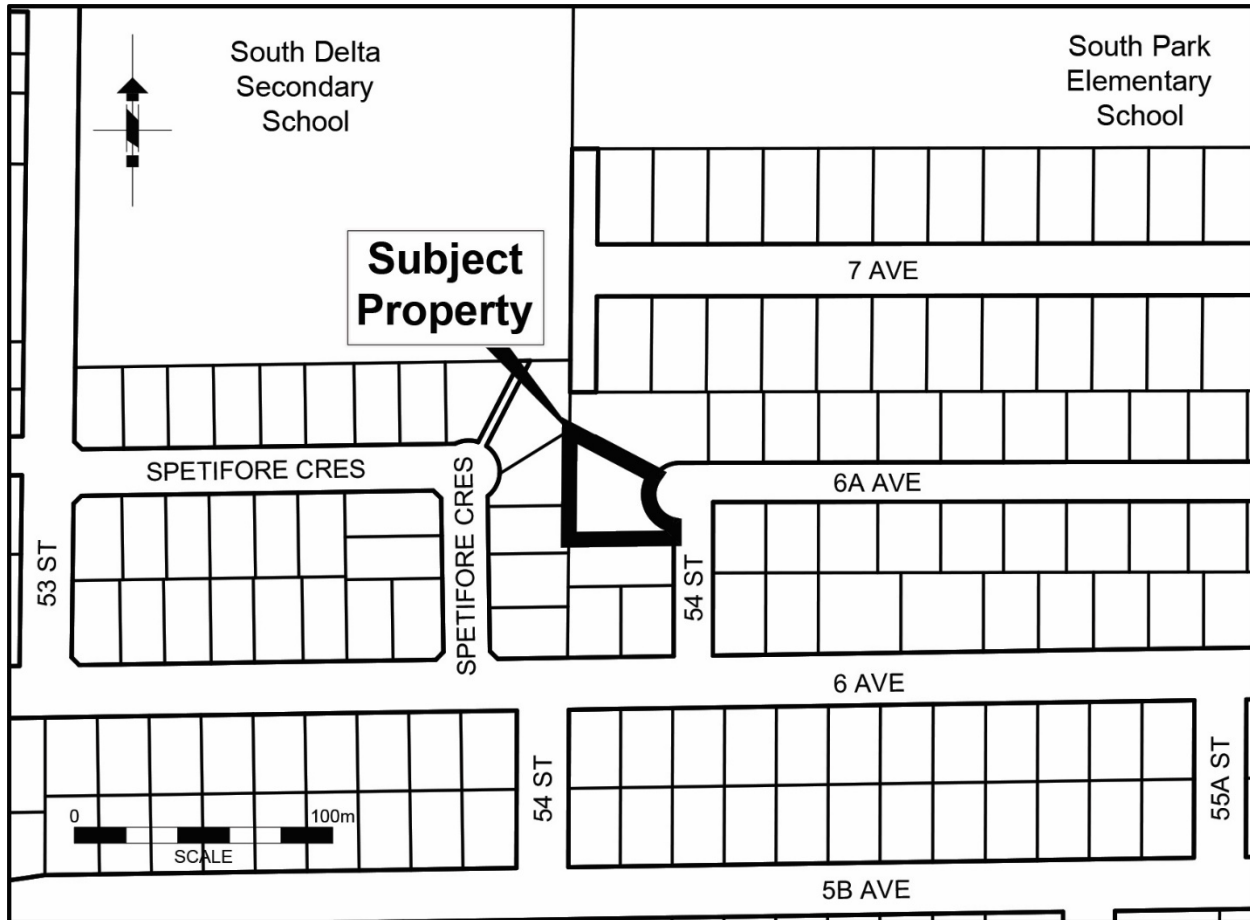 South Delta
Secondary
School
South Park
Elementary
School
Subject
Property
7 AVE
SPETIFORE CRES
SPETIFORE CRES
6A AVE
53 ST
54 ST
6 AVE
54 ST
55A ST
0 100m
SCALE
5B AVE